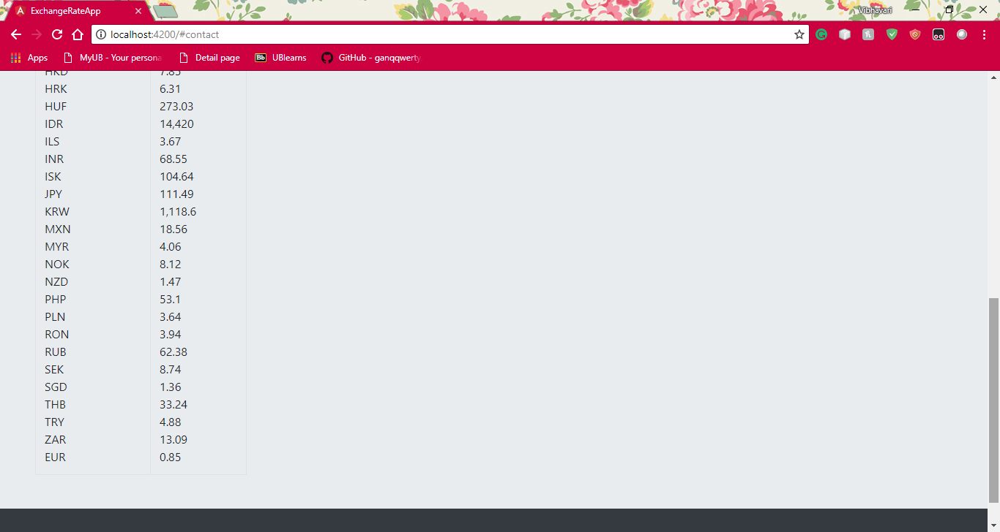 ExchangeRateApp
Vibhavari
localhost:4200/#contact
Apps MyUB - Your persona Detail page Bb UBlearns GitHub - ganqqwerty
HKD 7.85
HRK 6.31
HUF 273.03
IDR 14,420
ILS 3.67
INR 68.55
ISK 104.64
JPY 111.49
KRW 1,118.6
MXN 18.56
MYR 4.06
NOK 8.12
NZD 1.47
PHP 53.1
PLN 3.64
RON 3.94
RUB 62.38
SEK 8.74
SGD 1.36
THB 33.24
TRY 4.88
ZAR 13.09
EUR 0.85